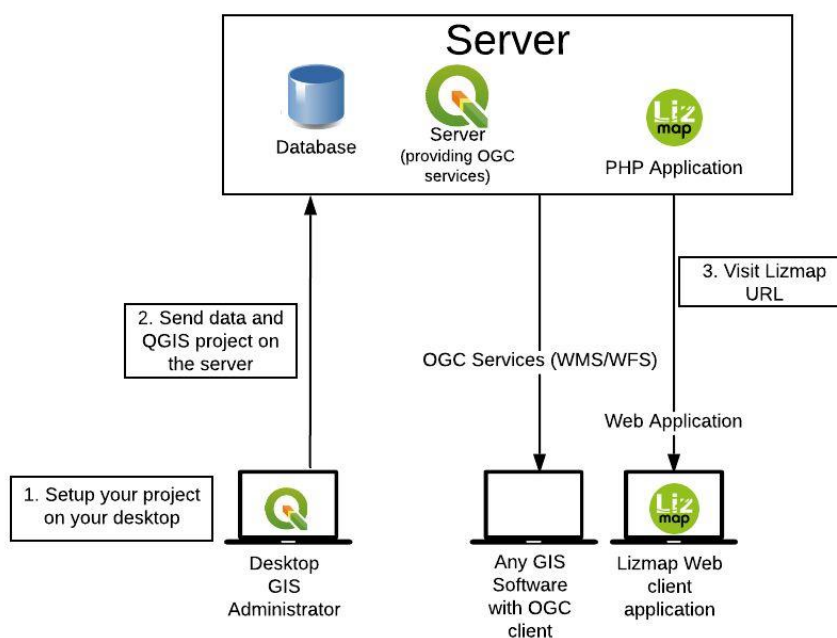 Server
Database
Server
(providing OGC
services)
Liz
map
PHP Application
3. Visit Lizmap
URL
2. Send data and
QGIS project on
the server
OGC Services (WMS/WFS)
Web Application
1. Setup your project
on your desktop
Desktop
GIS
Administrator
Any GIS
Software
with OGC
client
Liz
map
Lizmap Web
client
application